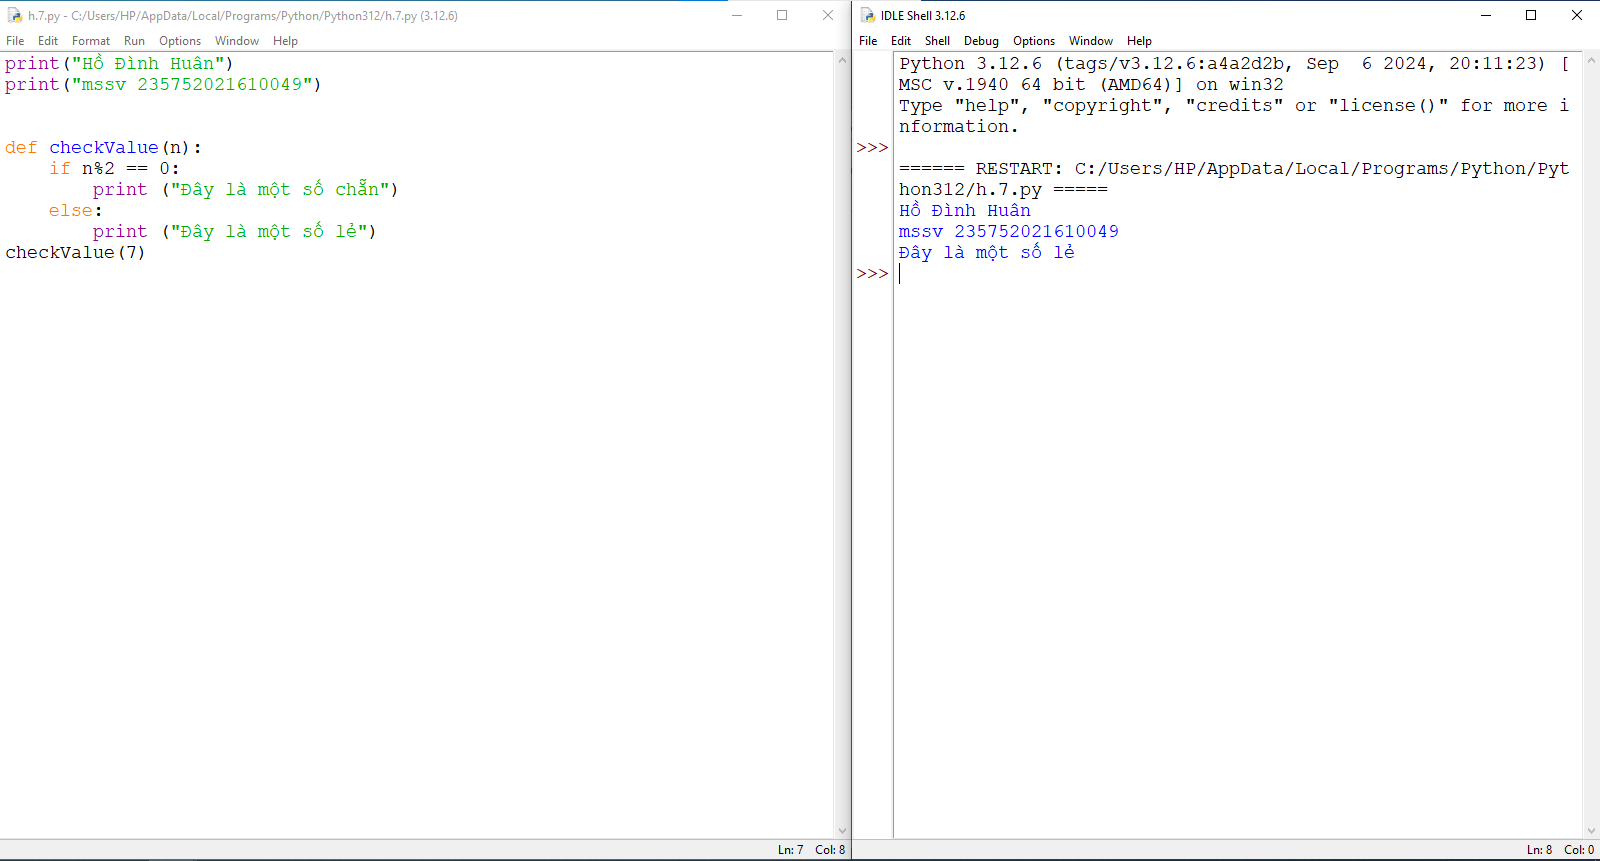 h.7.py - C:/Users/HP/AppData/Local/Programs/Python/Python312/h.7.py (3.12.6)
File Edit Format Run Options Window Help
print("Hồ Đình Huân")
print("mssv 235752021610049")
def checkValue(n):
    if n%2 == 0:
        print ("Đây là một số chẵn")
    else:
        print ("Đây là một số lẻ")
checkValue(7)
Ln: 7 Col: 8
IDLE Shell 3.12.6
File Edit Shell Debug Options Window Help
Python 3.12.6 (tags/v3.12.6:a4a2d2b, Sep  6 2024, 20:11:23) [
MSC v.1940 64 bit (AMD64)] on win32
Type "help", "copyright", "credits" or "license()" for more i
nformation.
>>>
====== RESTART: C:/Users/HP/AppData/Local/Programs/Python/Pyt
hon312/h.7.py =====
Hồ Đình Huân
mssv 235752021610049
Đây là một số lẻ
>>>
Ln: 8 Col: 0